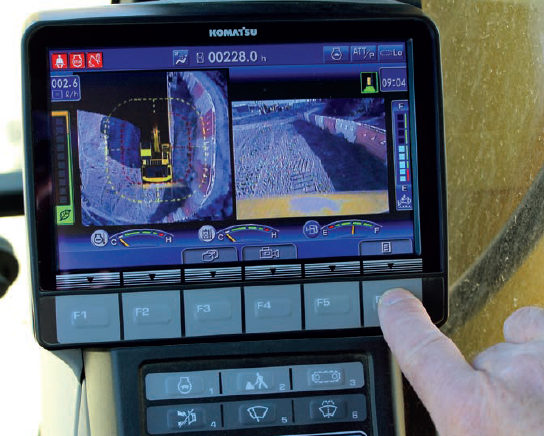 KOMATSU
00228.0 h
ATT/P
Lo
002.6
ℓ/h
09:04
F
E
C H
C H
E F
F1 F2 F3 F4 F5
1 2 3
4 5 6